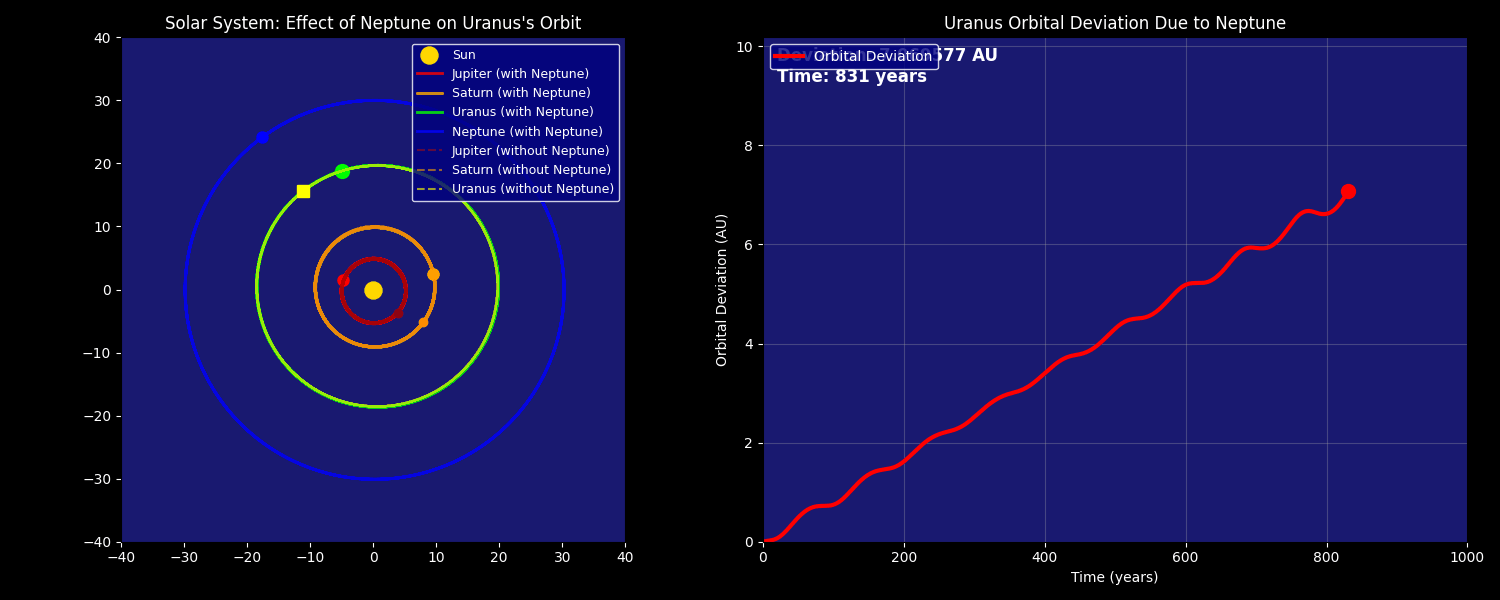 Solar System: Effect of Neptune on Uranus's Orbit
40
30
20
10
0
−10
−20
−30
−40
−40
−30
−20
−10
0
10
20
30
40
Sun
Jupiter (with Neptune)
Saturn (with Neptune)
Uranus (with Neptune)
Neptune (with Neptune)
Jupiter (without Neptune)
Saturn (without Neptune)
Uranus (without Neptune)
Uranus Orbital Deviation Due to Neptune
Orbital Deviation
AU
Time: 831 years
Orbital Deviation (AU)
10
8
6
4
2
0
0
200
400
600
800
1000
Time (years)